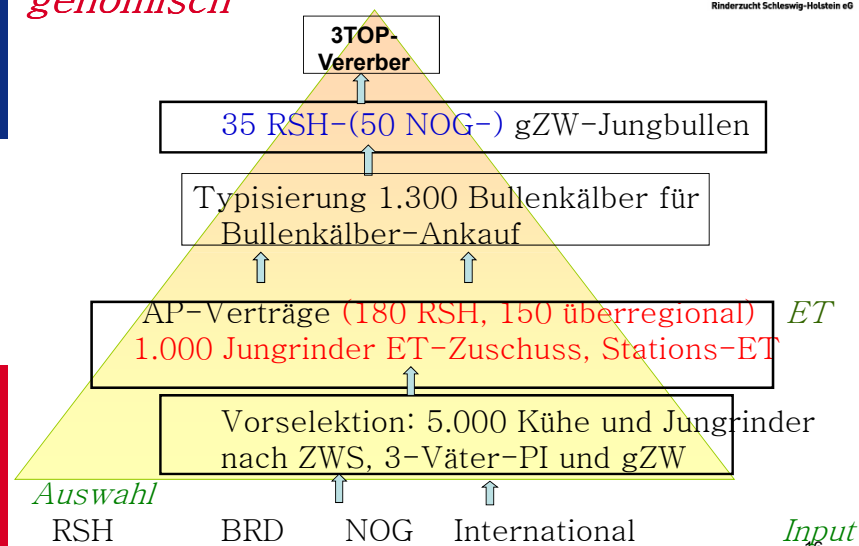 genomisch
Rinderzucht Schleswig-Holstein eG
3TOP-
Vererber
35 RSH-(50 NOG-) gZW-Jungbullen
Typisierung 1.300 Bullenkälber für
Bullenkälber-Ankauf
AP-Verträge (180 RSH, 150 überregional) ET
1.000 Jungrinder ET-Zuschuss, Stations-ET
Vorselektion: 5.000 Kühe und Jungrinder
nach ZWS, 3-Väter-PI und gZW
Auswahl
RSH BRD NOG International Input